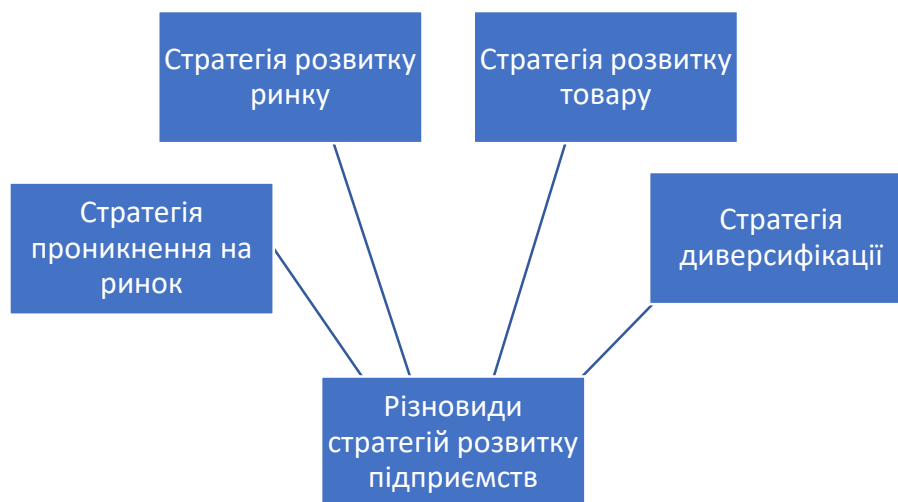 Стратегія розвитку
ринку
Стратегія розвитку
товару
Стратегія
проникнення на
ринок
Стратегія
диверсифікації
Різновиди
стратегій розвитку
підприємств